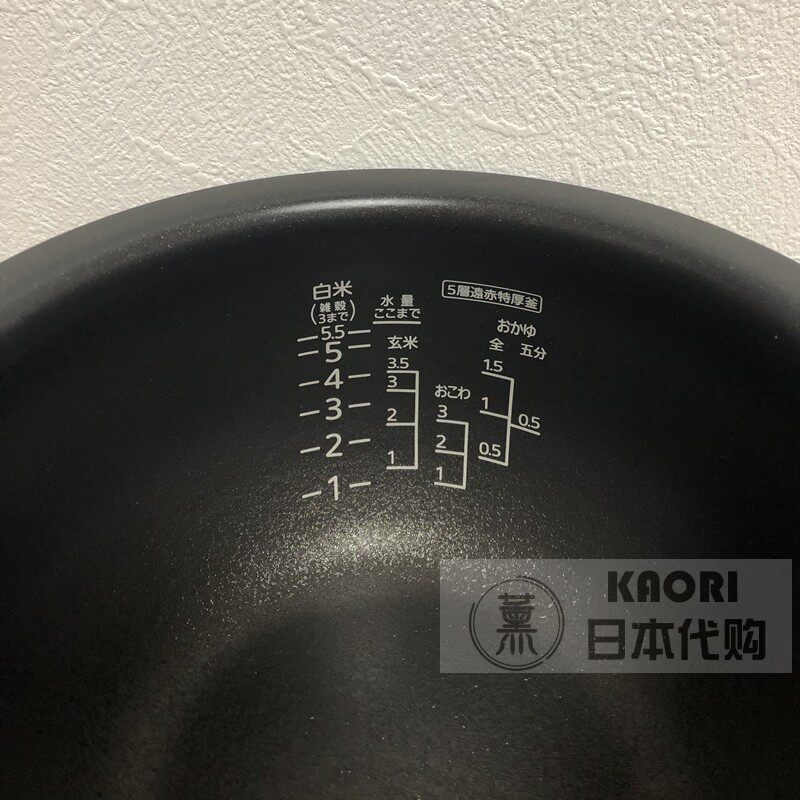 白米
(雑穀
3まで)
5.5
5
4
3
2
1
水量
ここまで
玄米
3.5
3
2
1
おこわ
3
2
1
5層遠赤特厚釜
おかゆ
全 五分
1.5
1
0.5
0.5
薫
KAORI
日本代购